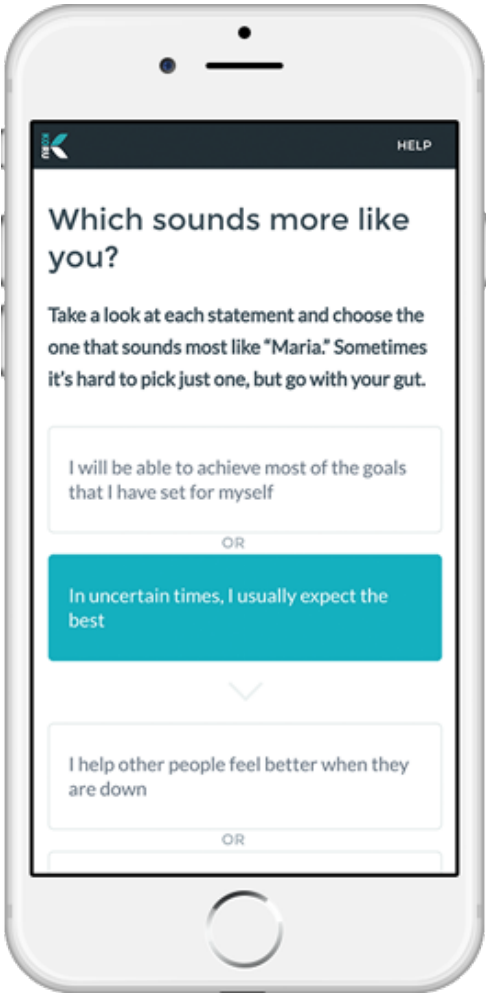 KORU
HELP
Which sounds more like
you?
Take a look at each statement and choose the
one that sounds most like “Maria.” Sometimes
it's hard to pick just one, but go with your gut.
I will be able to achieve most of the goals
that I have set for myself
OR
In uncertain times, I usually expect the
best
I help other people feel better when they
are down
OR